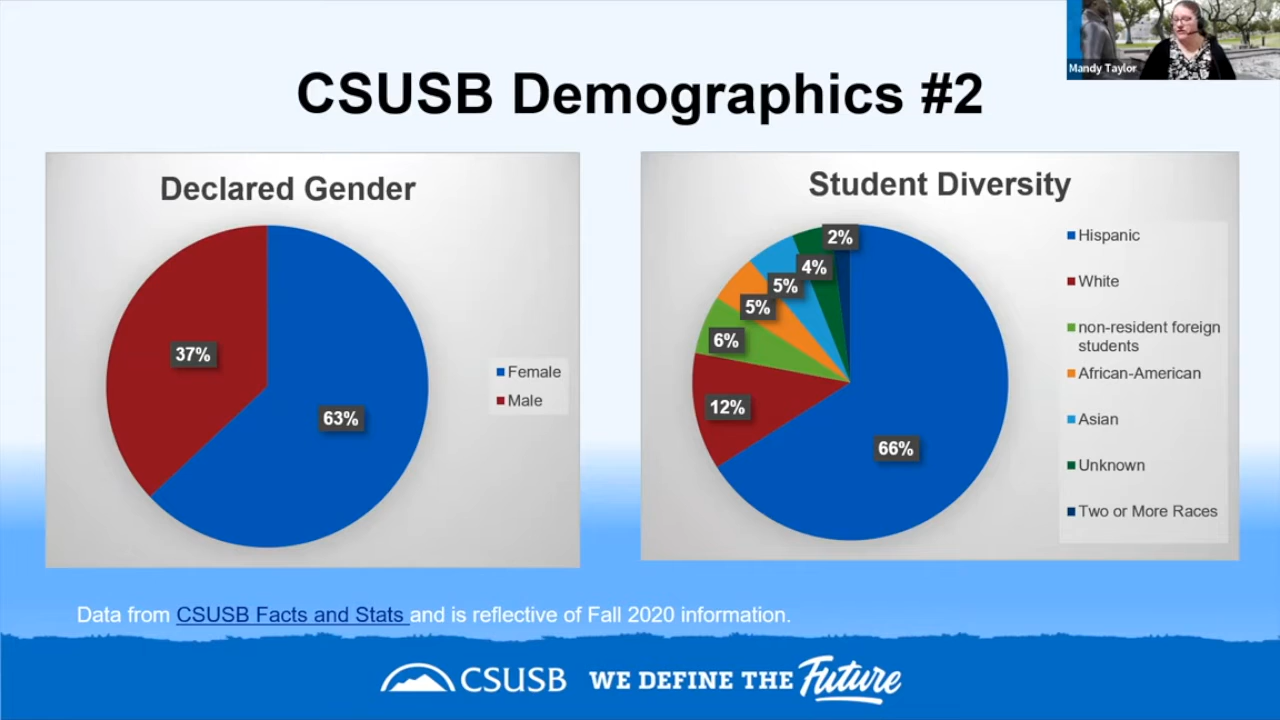 Mandy Taylor
CSUSB Demographics #2
Declared Gender
37%
63%
Female
Male
Student Diversity
2%
4%
5%
5%
6%
12%
66%
Hispanic
White
non-resident foreign
students
African-American
Asian
Unknown
Two or More Races
Data from CSUSB Facts and Stats and is reflective of Fall 2020 information.
CSUSB WE DEFINE THE Future